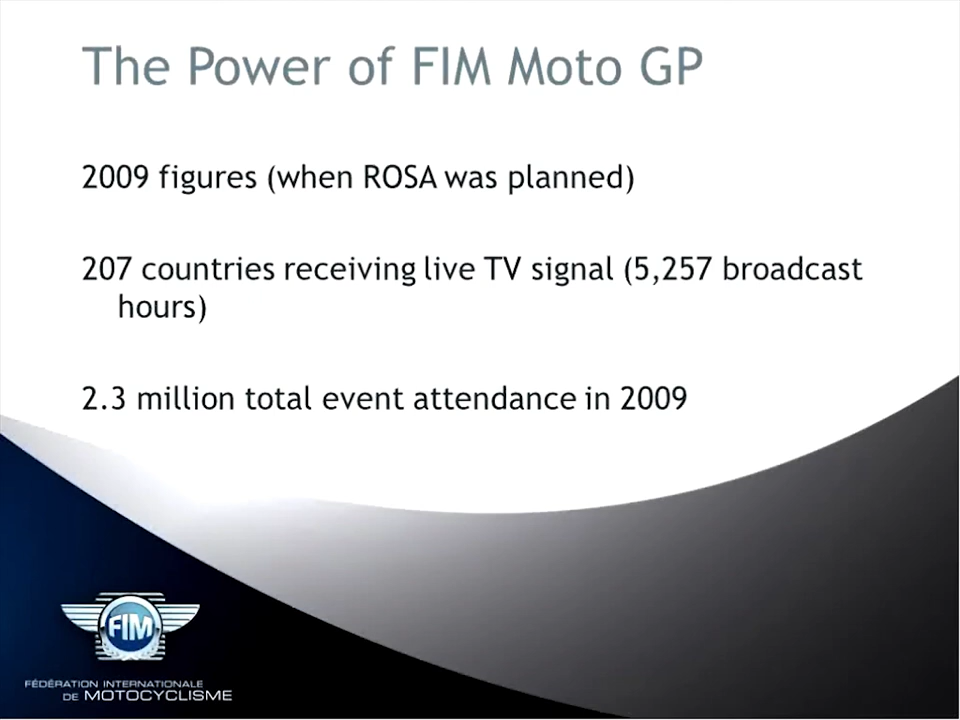 The Power of FIM Moto GP
2009 figures (when ROSA was planned)
207 countries receiving live TV signal (5,257 broadcast
hours)
2.3 million total event attendance in 2009
FIM
FÉDÉRATION INTERNATIONALE
DE MOTOCYCLISME